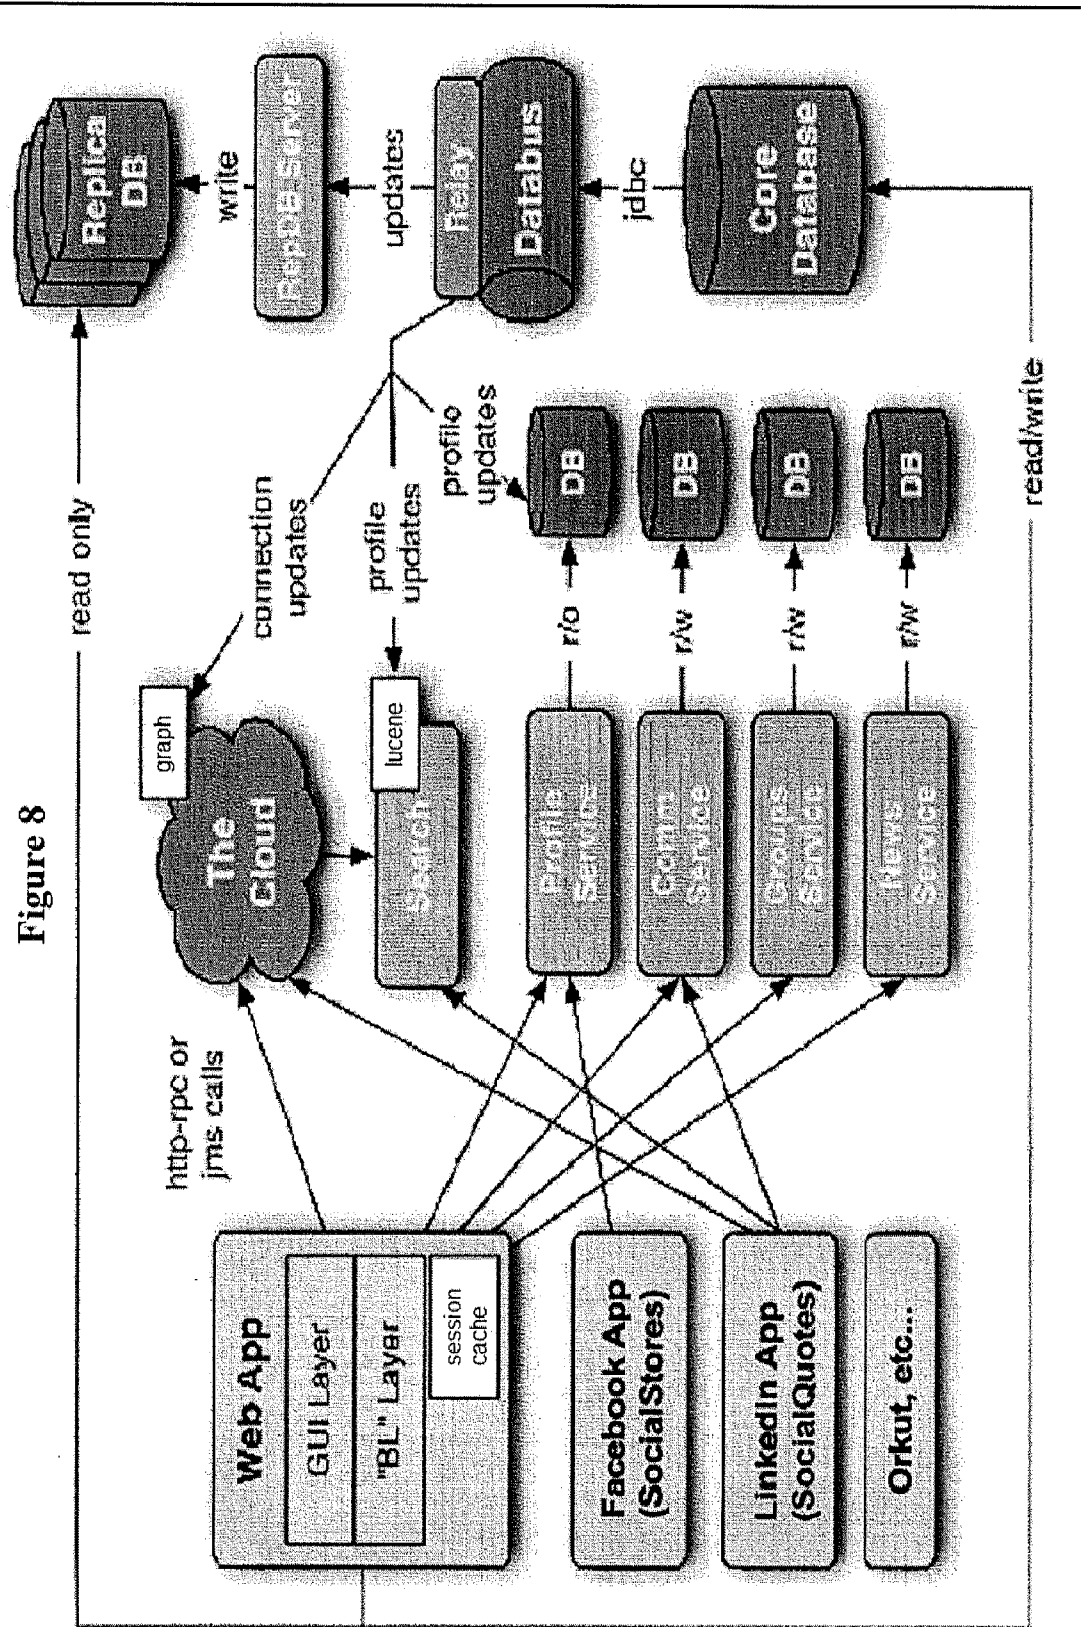 Figure 8
read only
read/write
Web App
GUI Layer
"BL" Layer
session
cache
Facebook App
(SocialStores)
LinkedIn App
(SocialQuotes)
Orkut, etc...
http-rpc or
jms calls
The
Cloud
graph
Search
lucene
Profile
Service
Comm
Service
Groups
Service
News
Service
connection
updates
profile
updates
profile
updates
r/o
r/w
r/w
r/w
DB
DB
DB
DB
Replica
DB
write
RepDB Server
updates
Relay
Databus
jdbc
Core
Database